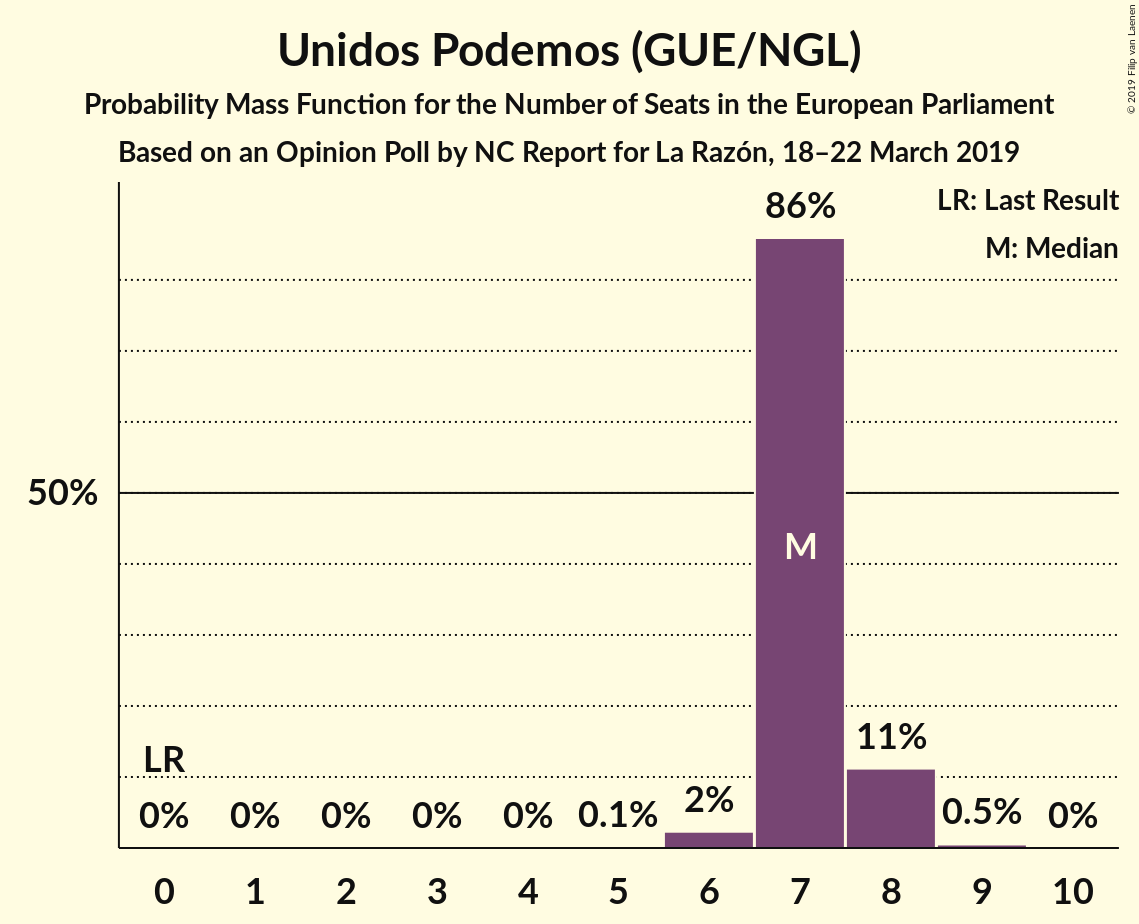 Unidos Podemos (GUE/NGL)
Probability Mass Function for the Number of Seats in the European Parliament
Based on an Opinion Poll by NC Report for La Razón, 18–22 March 2019
© 2019 Filip van Laenen
LR: Last Result
M: Median
86%
50%
M
LR
0% 0% 0% 0% 0% 0.1% 2% 11% 0.5% 0%
0 1 2 3 4 5 6 7 8 9 10